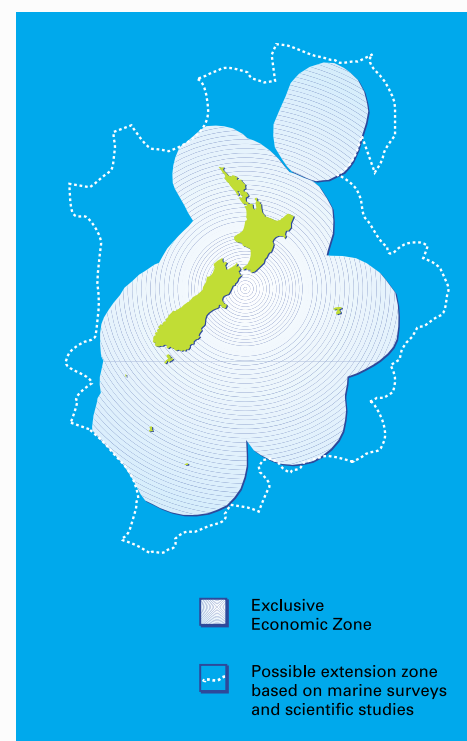 Exclusive
Economic Zone
Possible extension zone
based on marine surveys
and scientific studies